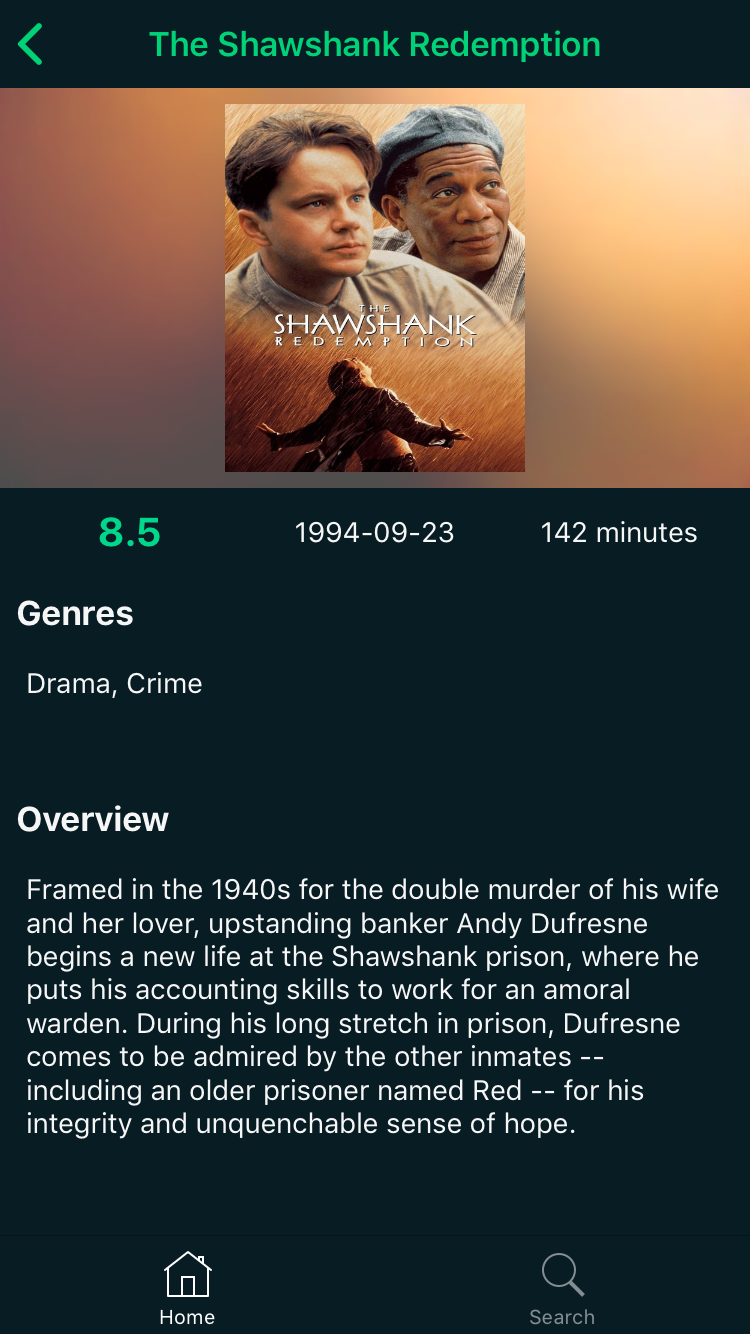 The Shawshank Redemption
THE
SHAWSHANK
REDEMPTION
8.5
1994-09-23
142 minutes
Genres
Drama, Crime
Overview
Framed in the 1940s for the double murder of his wife
and her lover, upstanding banker Andy Dufresne
begins a new life at the Shawshank prison, where he
puts his accounting skills to work for an amoral
warden. During his long stretch in prison, Dufresne
comes to be admired by the other inmates --
including an older prisoner named Red -- for his
integrity and unquenchable sense of hope.
Home
Search